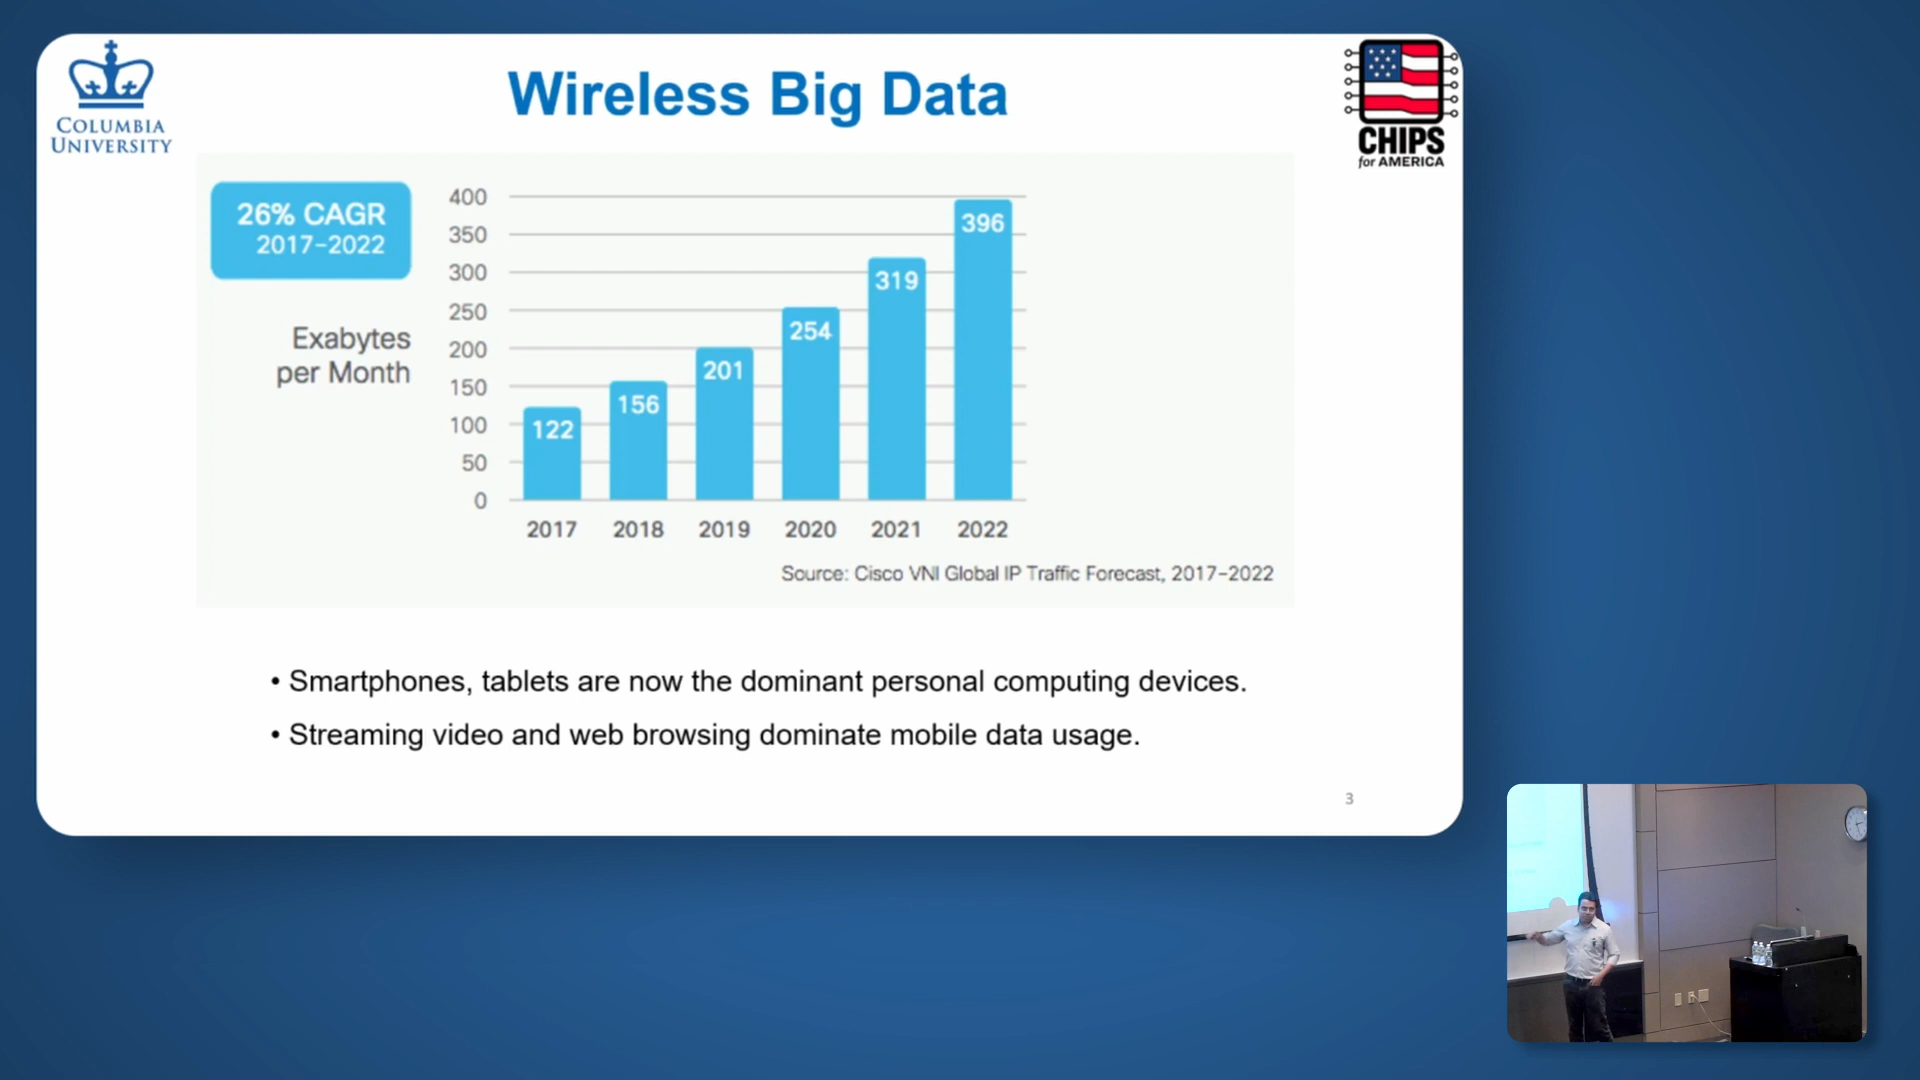 COLUMBIA
UNIVERSITY
Wireless Big Data
CHIPS
for AMERICA
26% CAGR
2017–2022
Exabytes
per Month
400
350
300
250
200
150
100
50
0
122
156
201
254
319
396
2017 2018 2019 2020 2021 2022
Source: Cisco VNI Global IP Traffic Forecast, 2017–2022
• Smartphones, tablets are now the dominant personal computing devices.
• Streaming video and web browsing dominate mobile data usage.
3